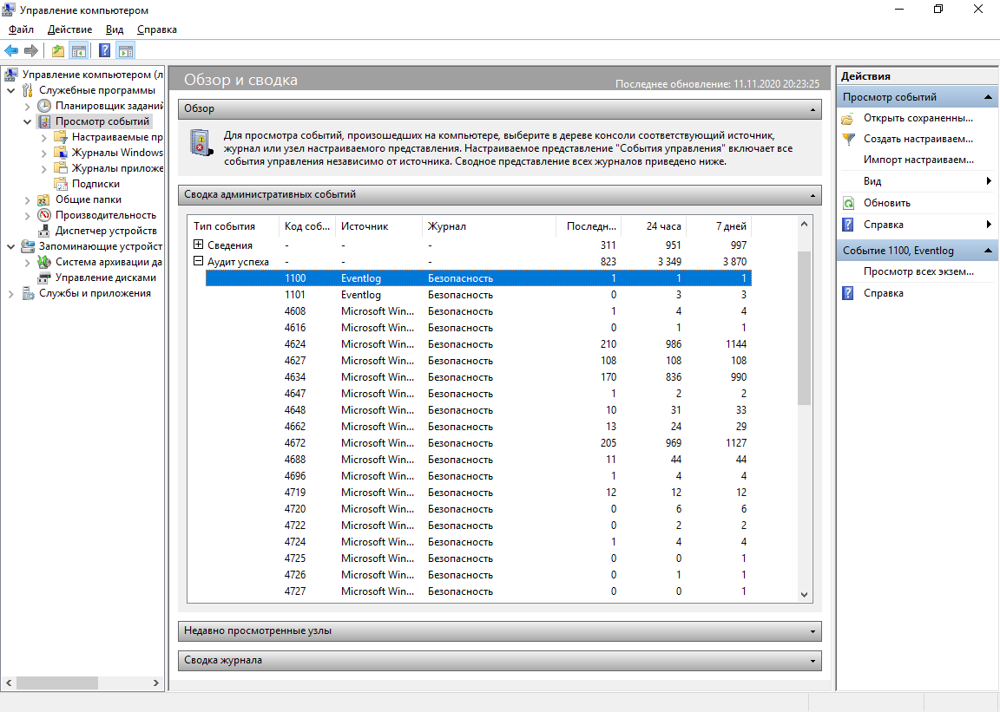 Управление компьютером
Файл Действие Вид Справка
Управление компьютером (л
Служебные программы
Планировщик заданий
Просмотр событий
Настраиваемые пр
Журналы Windows
Журналы приложе
Подписки
Общие папки
Производительность
Диспетчер устройств
Запоминающие устройст
Система архивации да
Управление дисками
Службы и приложения
Обзор и сводка
Последнее обновление: 11.11.2020 20:23:25
Обзор
Для просмотра событий, произошедших на компьютере, выберите в дереве консоли соответствующий источник,
журнал или узел настраиваемого представления. Настраиваемое представление "События управления" включает все
события управления независимо от источника. Сводное представление всех журналов приведено ниже.
Сводка административных событий
Тип события Код соб... Источник Журнал Последн... 24 часа 7 дней
Сведения - - - 311 951 997
Аудит успеха - - - 823 3 349 3 870
1100 Eventlog Безопасность 1 1 1
1101 Eventlog Безопасность 0 3 3
4608 Microsoft Win... Безопасность 1 4 4
4616 Microsoft Win... Безопасность 0 1 1
4624 Microsoft Win... Безопасность 210 986 1144
4627 Microsoft Win... Безопасность 108 108 108
4634 Microsoft Win... Безопасность 170 836 990
4647 Microsoft Win... Безопасность 1 2 2
4648 Microsoft Win... Безопасность 10 31 33
4662 Microsoft Win... Безопасность 13 24 29
4672 Microsoft Win... Безопасность 205 969 1127
4688 Microsoft Win... Безопасность 11 44 44
4696 Microsoft Win... Безопасность 1 4 4
4719 Microsoft Win... Безопасность 12 12 12
4720 Microsoft Win... Безопасность 0 6 6
4722 Microsoft Win... Безопасность 0 2 2
4724 Microsoft Win... Безопасность 1 4 4
4725 Microsoft Win... Безопасность 0 0 1
4726 Microsoft Win... Безопасность 0 1 1
4727 Microsoft Win... Безопасность 0 0 1
Недавно просмотренные узлы
Сводка журнала
Действия
Просмотр событий
Открыть сохраненны...
Создать настраиваем...
Импорт настраиваем...
Вид
Обновить
Справка
Событие 1100, Eventlog
Просмотр всех экзем...
Справка